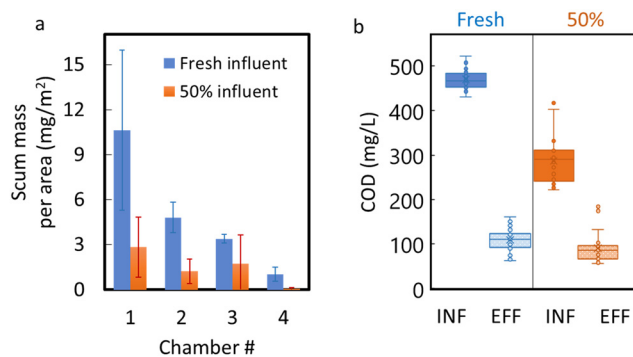 a
Scum mass
per area (mg/m²)
15
12
9
6
3
0
Fresh influent
50% influent
1 2 3 4
Chamber #
b
Fresh 50%
COD (mg/L)
500
400
300
200
100
0
INF EFF INF EFF